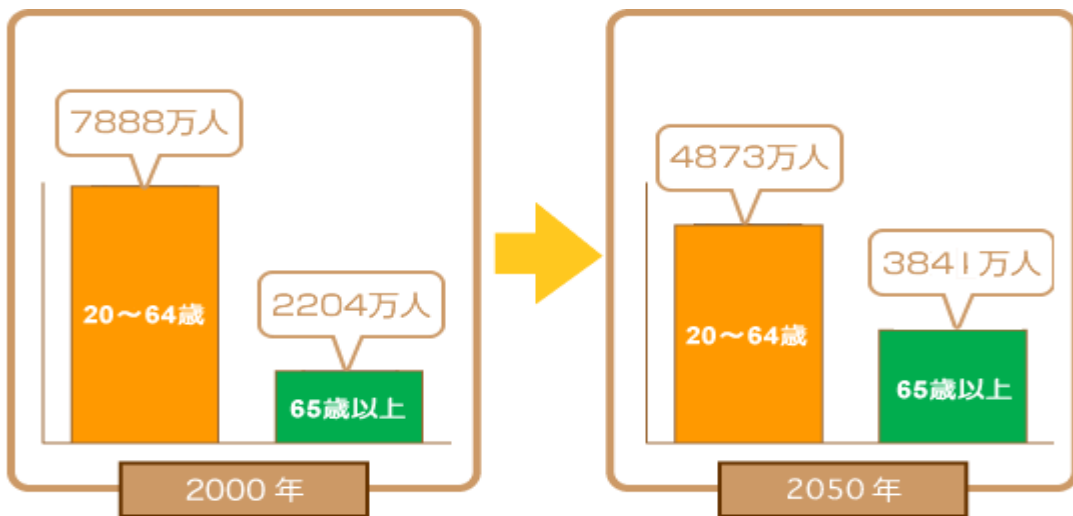 7888万人
2204万人
20～64歳
65歳以上
2000 年
4873万人
3841万人
20～64歳
65歳以上
2050 年